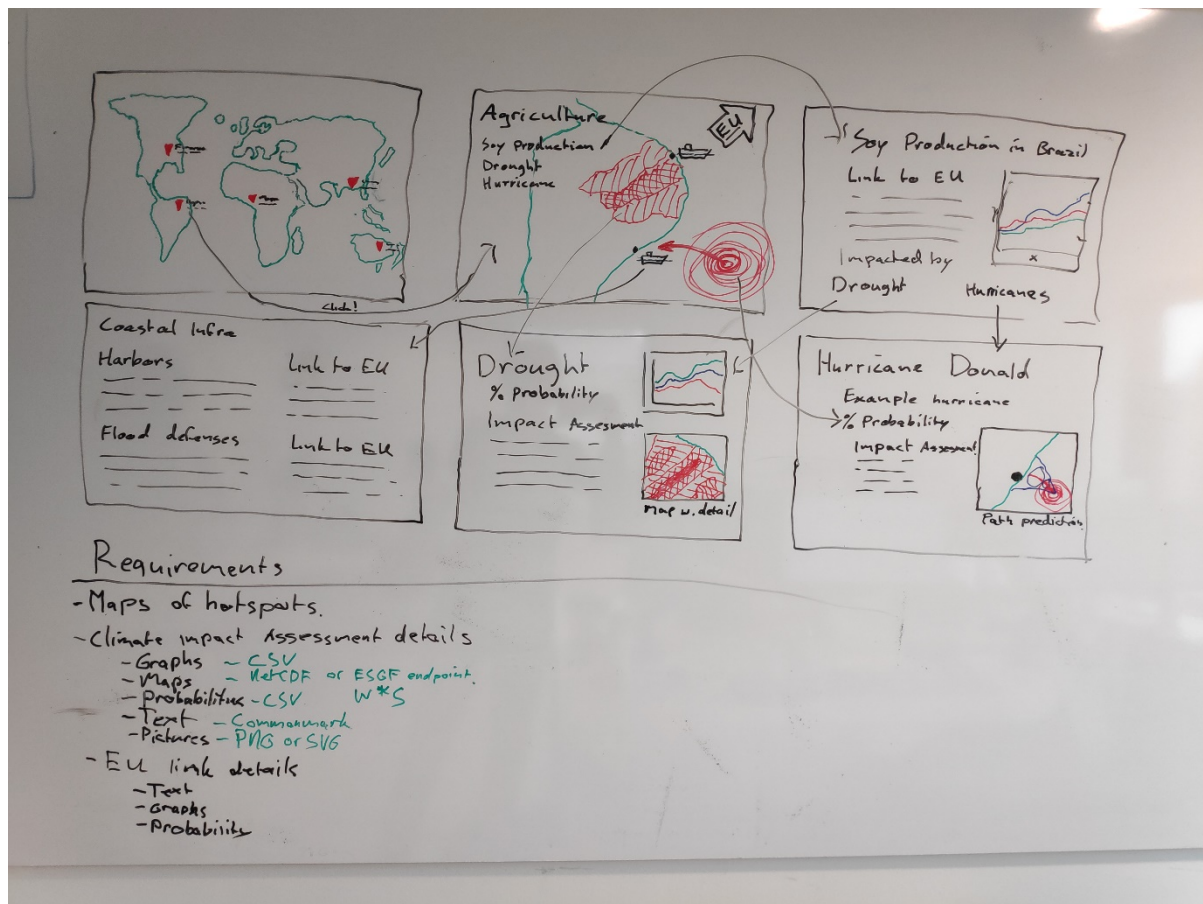 Click!
Agriculture
Soy Production
Drought
Hurricane
EU
Soy Production in Brazil
Link to EU
Impacted by
Drought
Hurricanes
x
Coastal Infra
Harbors
Link to EU
Flood defenses
Link to EU
Drought
% Probability
Impact Assesment
Map w. detail
Hurricane Donald
Example hurricane
% Probability
Impact Assessment
Path prediction
Requirements
- Maps of hotspots.
- Climate impact Assessment details
- Graphs - CSV
- Maps - NetCDF or ESGF endpoint.
- Probabilities - CSV W*S
- Text - Commonmark
- Pictures - PNG or SVG
- EU link details
- Text
- Graphs
- Probability